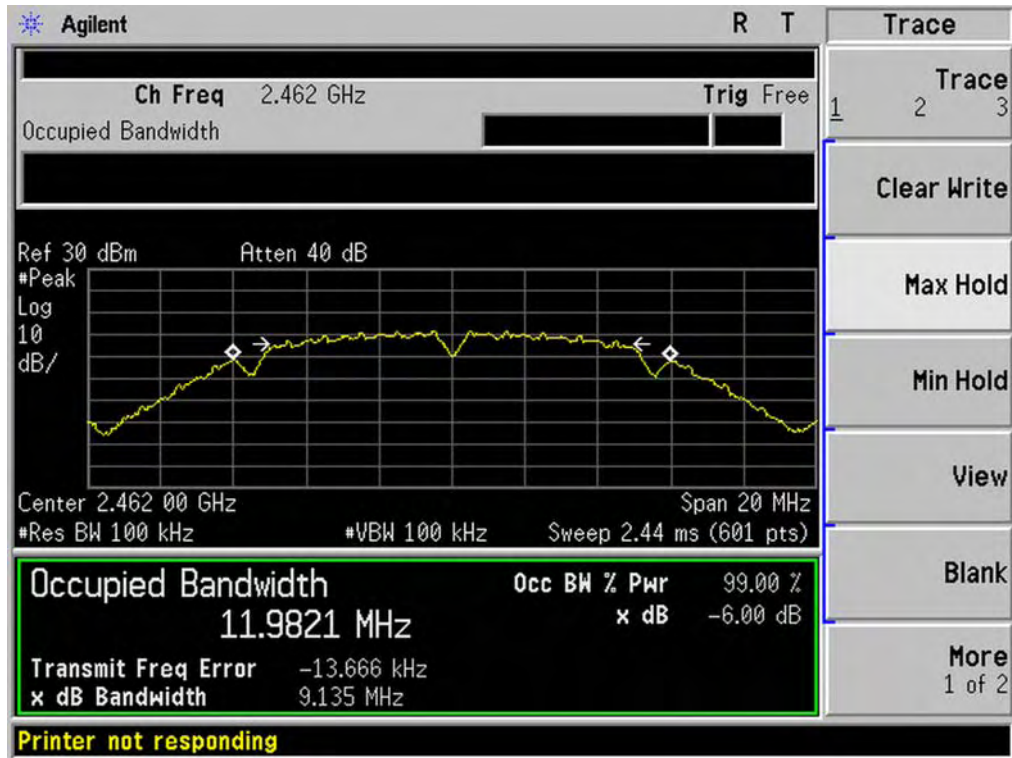 Agilent R T Trace
Ch Freq 2.462 GHz Trig Free
Occupied Bandwidth
Trace
1 2 3
Clear Write
Max Hold
Min Hold
View
Blank
More
1 of 2
Ref 30 dBm Atten 40 dB
#Peak
Log
10
dB/
Center 2.462 00 GHz Span 20 MHz
#Res BW 100 kHz #VBW 100 kHz Sweep 2.44 ms (601 pts)
Occupied Bandwidth
11.9821 MHz
Occ BW % Pwr 99.00 %
x dB -6.00 dB
Transmit Freq Error -13.666 kHz
x dB Bandwidth 9.135 MHz
Printer not responding